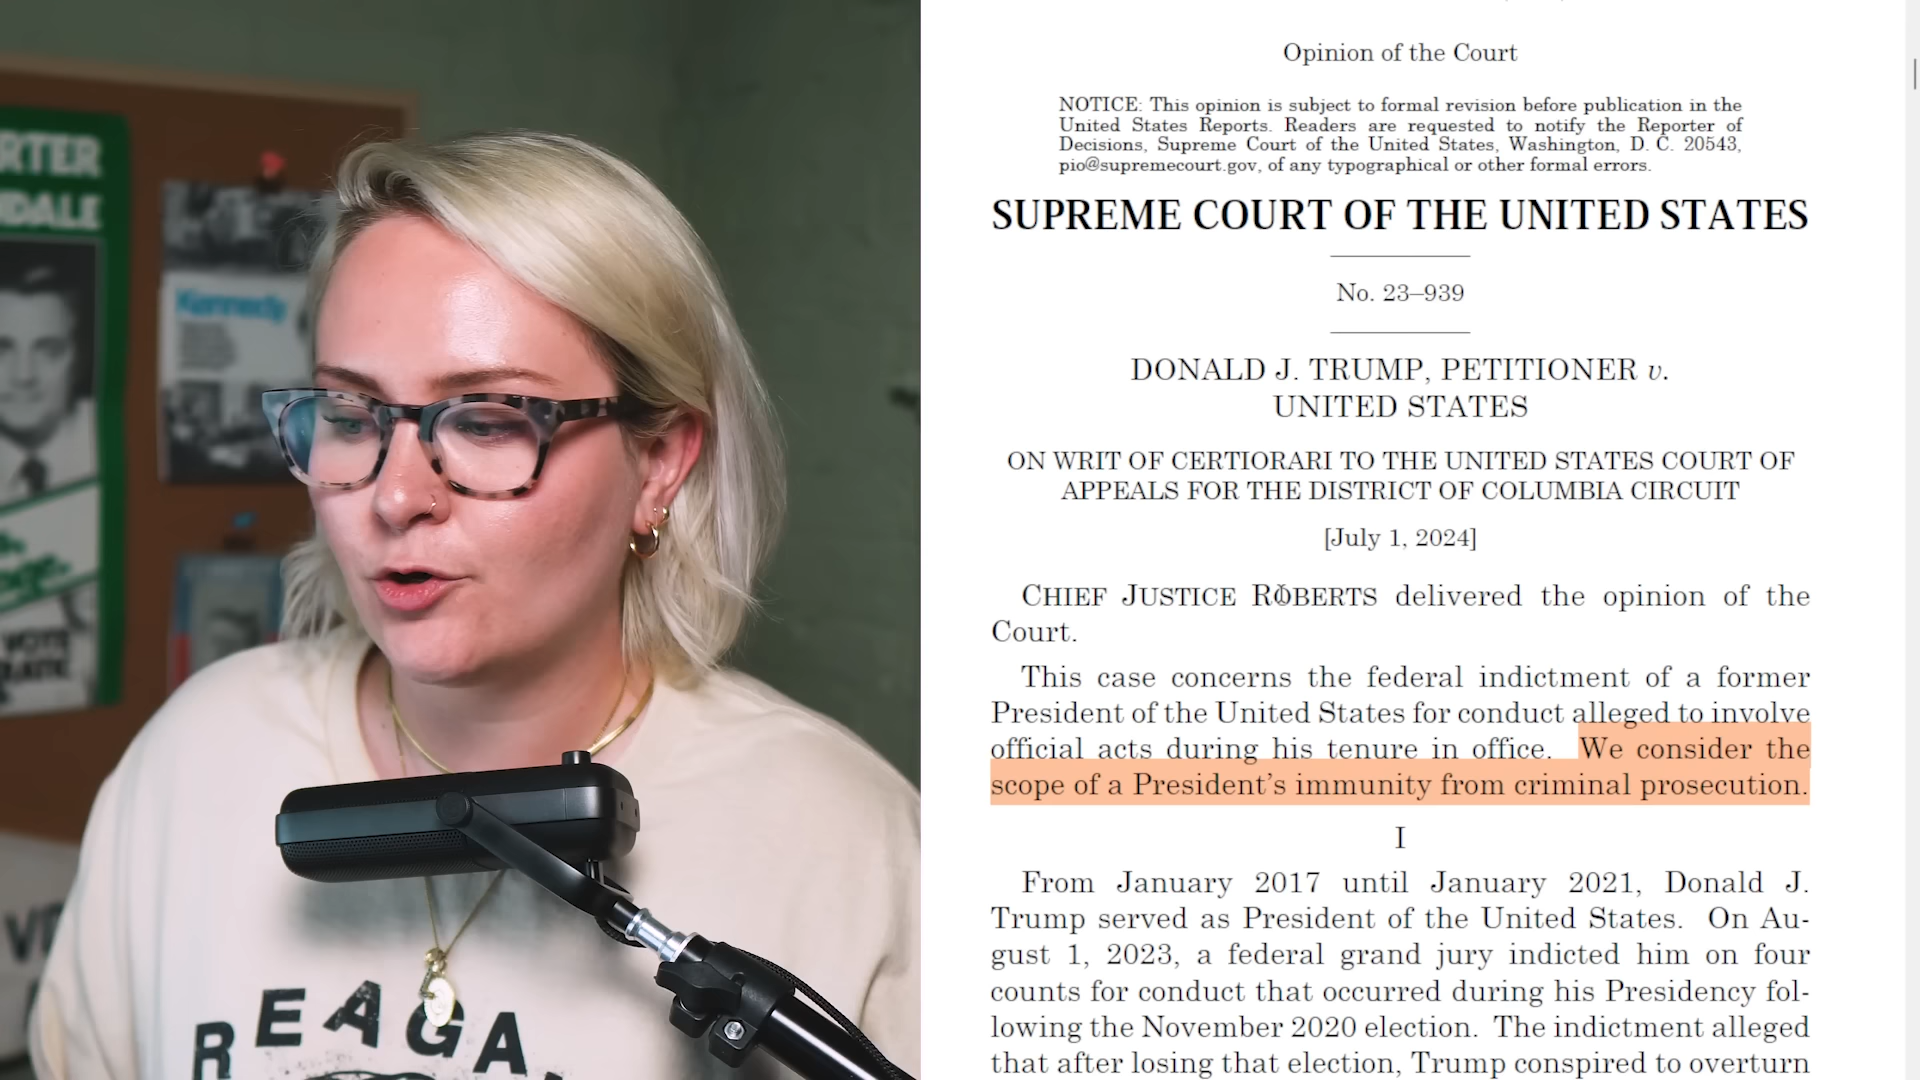 RTER
NDALE
Kennedy
VOTE
REAGA
Opinion of the Court
NOTICE: This opinion is subject to formal revision before publication in the
United States Reports. Readers are requested to notify the Reporter of
Decisions, Supreme Court of the United States, Washington, D. C. 20543,
pio@supremecourt.gov, of any typographical or other formal errors.
SUPREME COURT OF THE UNITED STATES
No. 23–939
DONALD J. TRUMP, PETITIONER v.
UNITED STATES
ON WRIT OF CERTIORARI TO THE UNITED STATES COURT OF
APPEALS FOR THE DISTRICT OF COLUMBIA CIRCUIT
[July 1, 2024]
CHIEF JUSTICE ROBERTS delivered the opinion of the
Court.
This case concerns the federal indictment of a former
President of the United States for conduct alleged to involve
official acts during his tenure in office. We consider the
scope of a President’s immunity from criminal prosecution.
I
From January 2017 until January 2021, Donald J.
Trump served as President of the United States. On Au-
gust 1, 2023, a federal grand jury indicted him on four
counts for conduct that occurred during his Presidency fol-
lowing the November 2020 election. The indictment alleged
that after losing that election, Trump conspired to overturn